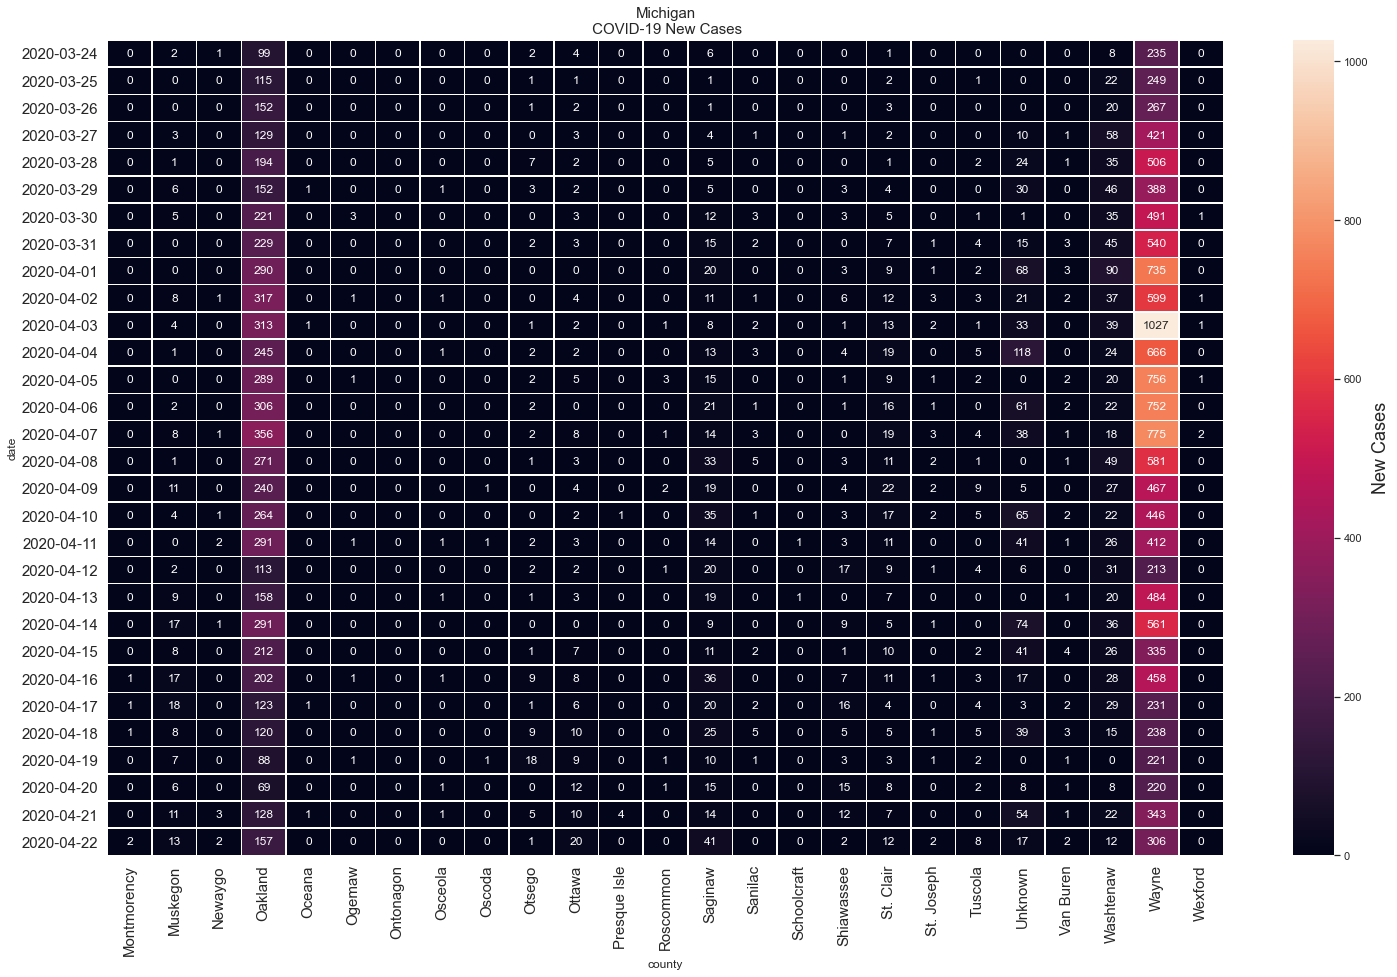 Michigan
COVID-19 New Cases
2020-03-24 0 2 1 99 0 0 0 0 0 2 4 0 0 6 0 0 0 1 0 0 0 0 8 235 0
2020-03-25 0 0 0 115 0 0 0 0 0 1 1 0 0 1 0 0 0 2 0 1 0 0 22 249 0
2020-03-26 0 0 0 152 0 0 0 0 0 1 2 0 0 1 0 0 0 3 0 0 0 0 20 267 0
2020-03-27 0 3 0 129 0 0 0 0 0 0 3 0 0 4 1 0 1 2 0 0 10 1 58 421 0
2020-03-28 0 1 0 194 0 0 0 0 0 7 2 0 0 5 0 0 0 1 0 2 24 1 35 506 0
2020-03-29 0 6 0 152 1 0 0 1 0 3 2 0 0 5 0 0 3 4 0 0 30 0 46 388 0
2020-03-30 0 5 0 221 0 3 0 0 0 0 3 0 0 12 3 0 3 5 0 1 1 0 35 491 1
2020-03-31 0 0 0 229 0 0 0 0 0 2 3 0 0 15 2 0 0 7 1 4 15 3 45 540 0
2020-04-01 0 0 0 290 0 0 0 0 0 0 0 0 0 20 0 0 3 9 1 2 68 3 90 735 0
2020-04-02 0 8 1 317 0 1 0 1 0 0 4 0 0 11 1 0 6 12 3 3 21 2 37 599 1
2020-04-03 0 4 0 313 1 0 0 0 0 1 2 0 1 8 2 0 1 13 2 1 33 0 39 1027 1
2020-04-04 0 1 0 245 0 0 0 1 0 2 2 0 0 13 3 0 4 19 0 5 118 0 24 666 0
2020-04-05 0 0 0 289 0 1 0 0 0 2 5 0 3 15 0 0 1 9 1 2 0 2 20 756 1
2020-04-06 0 2 0 306 0 0 0 0 0 2 0 0 0 21 1 0 1 16 1 0 61 2 22 752 0
2020-04-07 0 8 1 356 0 0 0 0 0 2 8 0 1 14 3 0 0 19 3 4 38 1 18 775 2
2020-04-08 0 1 0 271 0 0 0 0 0 1 3 0 0 33 5 0 3 11 2 1 0 1 49 581 0
2020-04-09 0 11 0 240 0 0 0 0 1 0 4 0 2 19 0 0 4 22 2 9 5 0 27 467 0
2020-04-10 0 4 1 264 0 0 0 0 0 0 2 1 0 35 1 0 3 17 2 5 65 2 22 446 0
2020-04-11 0 0 2 291 0 1 0 1 1 2 3 0 0 14 0 1 3 11 0 0 41 1 26 412 0
2020-04-12 0 2 0 113 0 0 0 0 0 2 2 0 1 20 0 0 17 9 1 4 6 0 31 213 0
2020-04-13 0 9 0 158 0 0 0 1 0 1 3 0 0 19 0 1 0 7 0 0 0 1 20 484 0
2020-04-14 0 17 1 291 0 0 0 0 0 0 0 0 0 9 0 0 9 5 1 0 74 0 36 561 0
2020-04-15 0 8 0 212 0 0 0 0 0 1 7 0 0 11 2 0 1 10 0 2 41 4 26 335 0
2020-04-16 1 17 0 202 0 1 0 1 0 9 8 0 0 36 0 0 7 11 1 3 17 0 28 458 0
2020-04-17 1 18 0 123 1 0 0 0 0 1 6 0 0 20 2 0 16 4 0 4 3 2 29 231 0
2020-04-18 1 8 0 120 0 0 0 0 0 9 10 0 0 25 5 0 5 5 1 5 39 3 15 238 0
2020-04-19 0 7 0 88 0 1 0 0 1 18 9 0 1 10 1 0 3 3 1 2 0 1 0 221 0
2020-04-20 0 6 0 69 0 0 0 1 0 0 12 0 1 15 0 0 15 8 0 2 8 1 8 220 0
2020-04-21 0 11 3 128 1 0 0 1 0 5 10 4 0 14 0 0 12 7 0 0 54 1 22 343 0
2020-04-22 2 13 2 157 0 0 0 0 0 1 20 0 0 41 0 0 2 12 2 8 17 2 12 306 0
Montmorency Muskegon Newaygo Oakland Oceana Ogemaw Ontonagon Osceola Oscoda Otsego Ottawa Presque Isle Roscommon Saginaw Sanilac Schoolcraft Shiawassee St. Clair St. Joseph Tuscola Unknown Van Buren Washtenaw Wayne Wexford
county
date
1000
800
600
400
200
0
New Cases